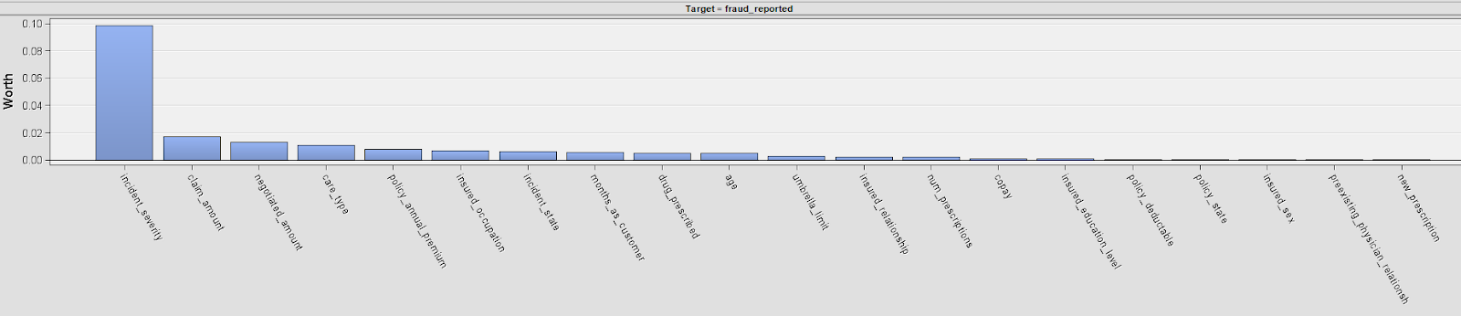 Target = fraud_reported
Worth
0.10
0.08
0.06
0.04
0.02
0.00
incident_severity
claim_amount
negotiated_amount
care_type
policy_annual_premium
insured_occupation
incident_state
months_as_customer
drug_prescribed
age
umbrella_limit
insured_relationship
num_prescriptions
copay
insured_education_level
policy_deductable
policy_state
insured_sex
preexisting_physician_relationsh
new_prescription